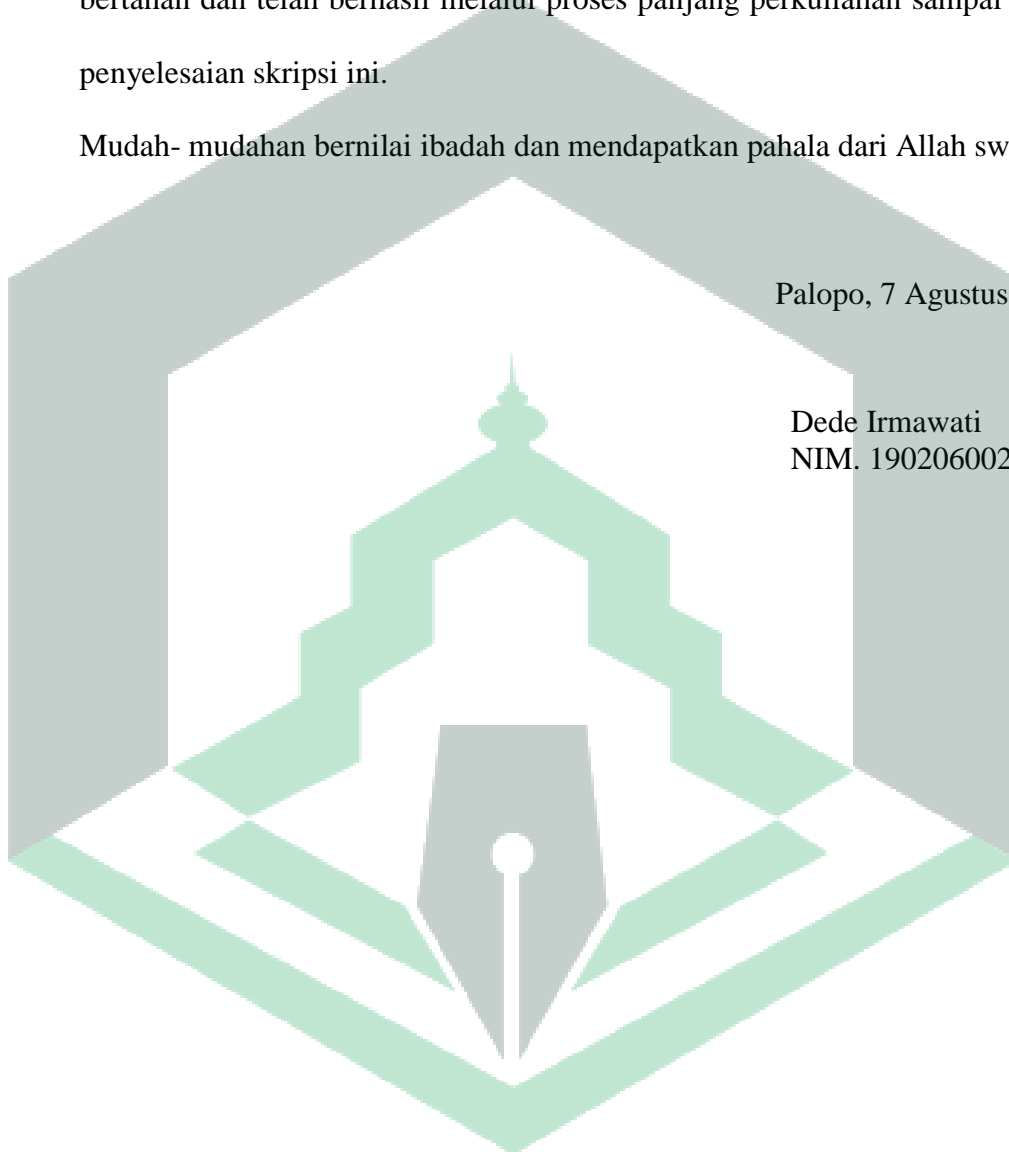 bertahan dan telah berhasil melalui proses panjang perkuliahan sampai
penyelesaian skripsi ini.
Mudah- mudahan bernilai ibadah dan mendapatkan pahala dari Allah sw
Palopo, 7 Agustus
Dede Irmawati
NIM. 190206002